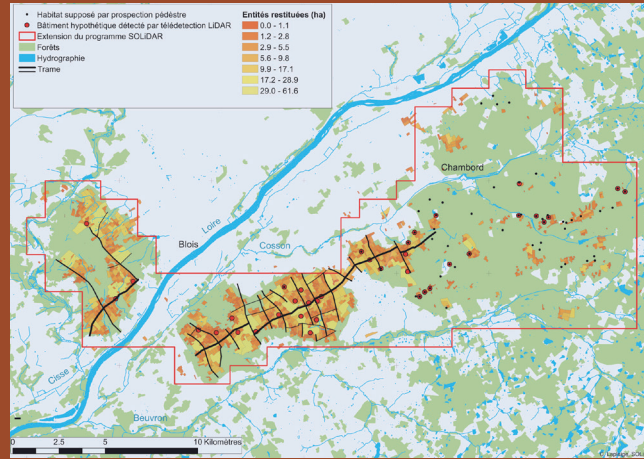 Habitat supposé par prospection pédèstre
Bâtiment hypothétique détecté par télédetection LiDAR
Extension du programme SOLiDAR
Forêts
Hydrographie
Trame
Entités restituées (ha)
0.0 - 1.1
1.2 - 2.8
2.9 - 5.5
5.6 - 9.8
9.9 - 17.1
17.2 - 28.9
29.0 - 61.6
Chambord
Loire
Blois
Cosson
Cisse
Beuvron
0 2.5 5 10 Kilomètres